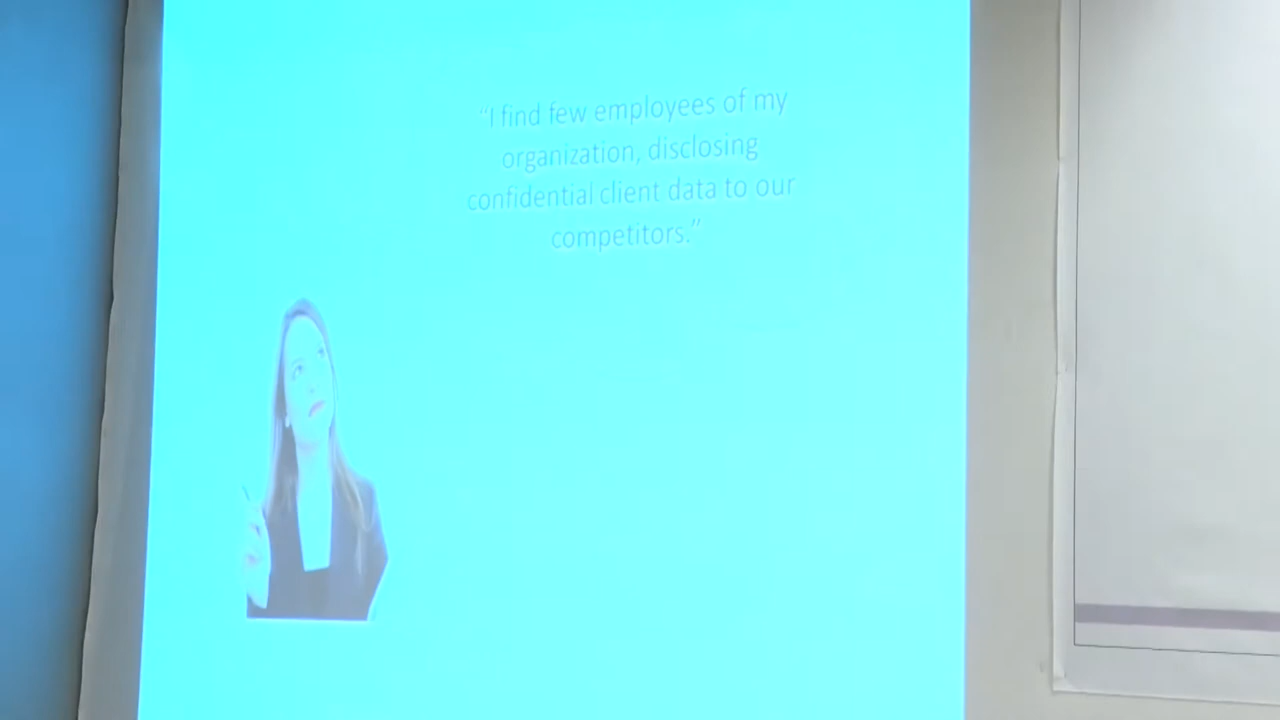 “I find few employees of my
organization, disclosing
confidential client data to our
competitors.”